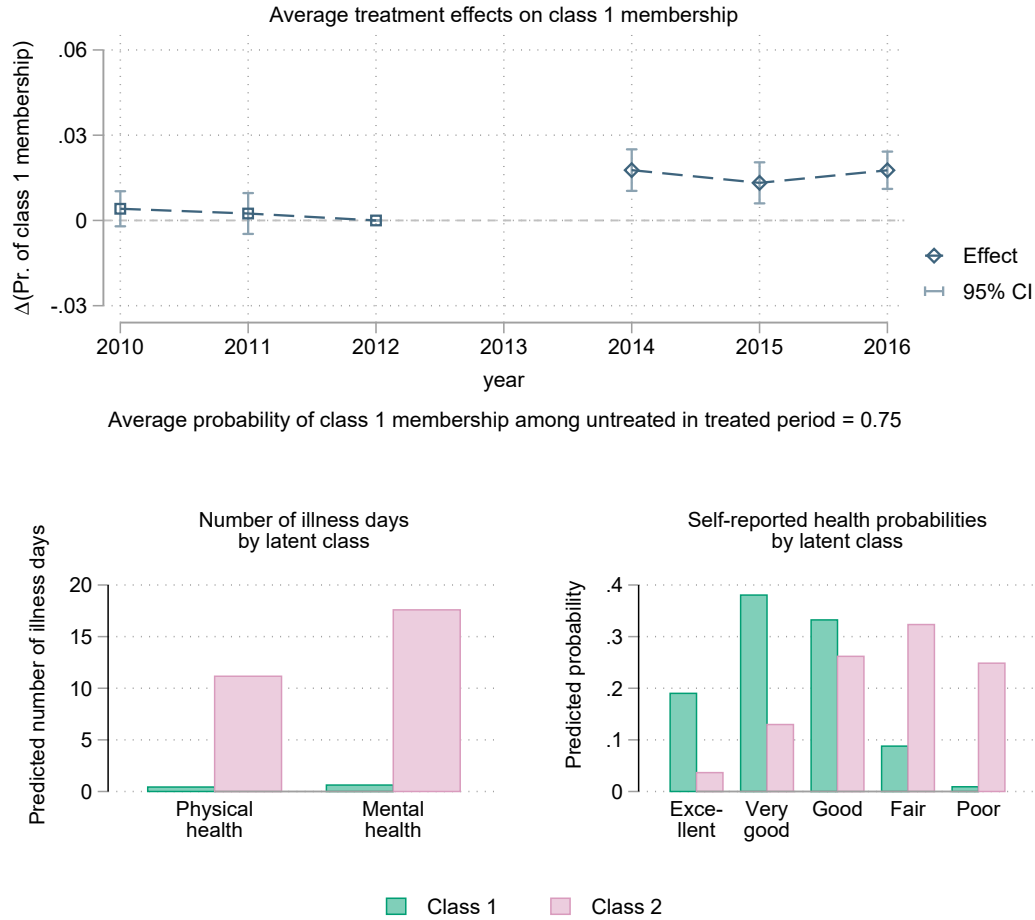 Average treatment effects on class 1 membership
Δ(Pr. of class 1 membership)
.06
.03
0
-.03
2010 2011 2012 2013 2014 2015 2016
year
Effect
95% CI
Average probability of class 1 membership among untreated in treated period = 0.75
Number of illness days
by latent class
Predicted number of illness days
20
15
10
5
0
Physical
health
Mental
health
Self-reported health probabilities
by latent class
Predicted probability
.4
.3
.2
.1
0
Exce-
llent
Very
good
Good
Fair
Poor
Class 1
Class 2